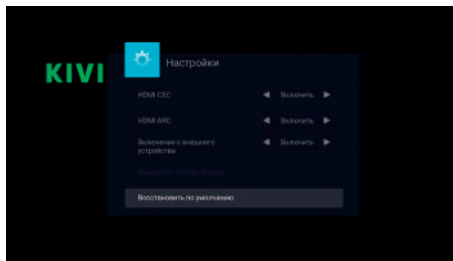 KIVI
Настройки
HDMI CEC
Включить
HDMI ARC
Включить
Включение с внешнего
устройства
Включить
Восстановить по умолчанию